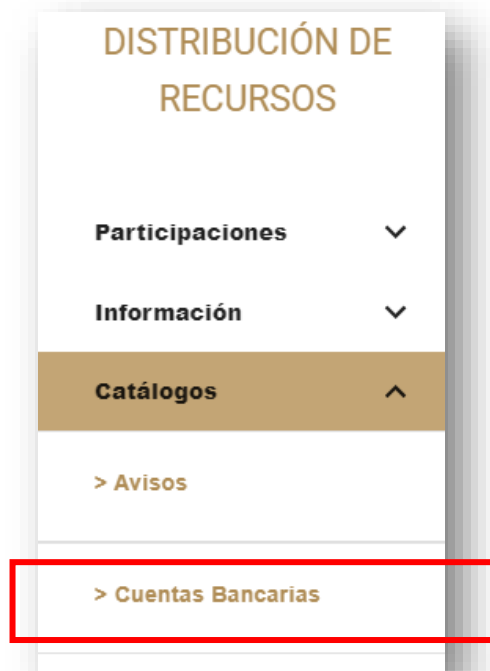 DISTRIBUCIÓN DE
RECURSOS
Participaciones
Información
Catálogos
> Avisos
> Cuentas Bancarias